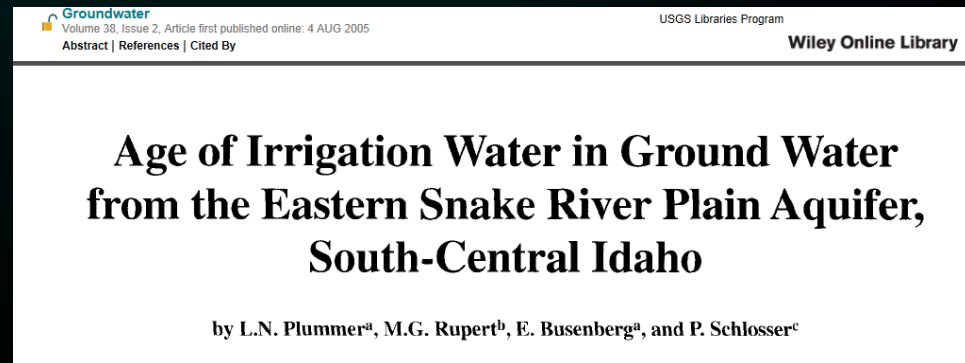 Groundwater
Volume 38, Issue 2, Article first published online: 4 AUG 2005
Abstract | References | Cited By
USGS Libraries Program
Wiley Online Library
Age of Irrigation Water in Ground Water
from the Eastern Snake River Plain Aquifer,
South-Central Idaho
by L.N. Plummerᵃ, M.G. Rupertᵇ, E. Busenbergᵃ, and P. Schlosserᶜ